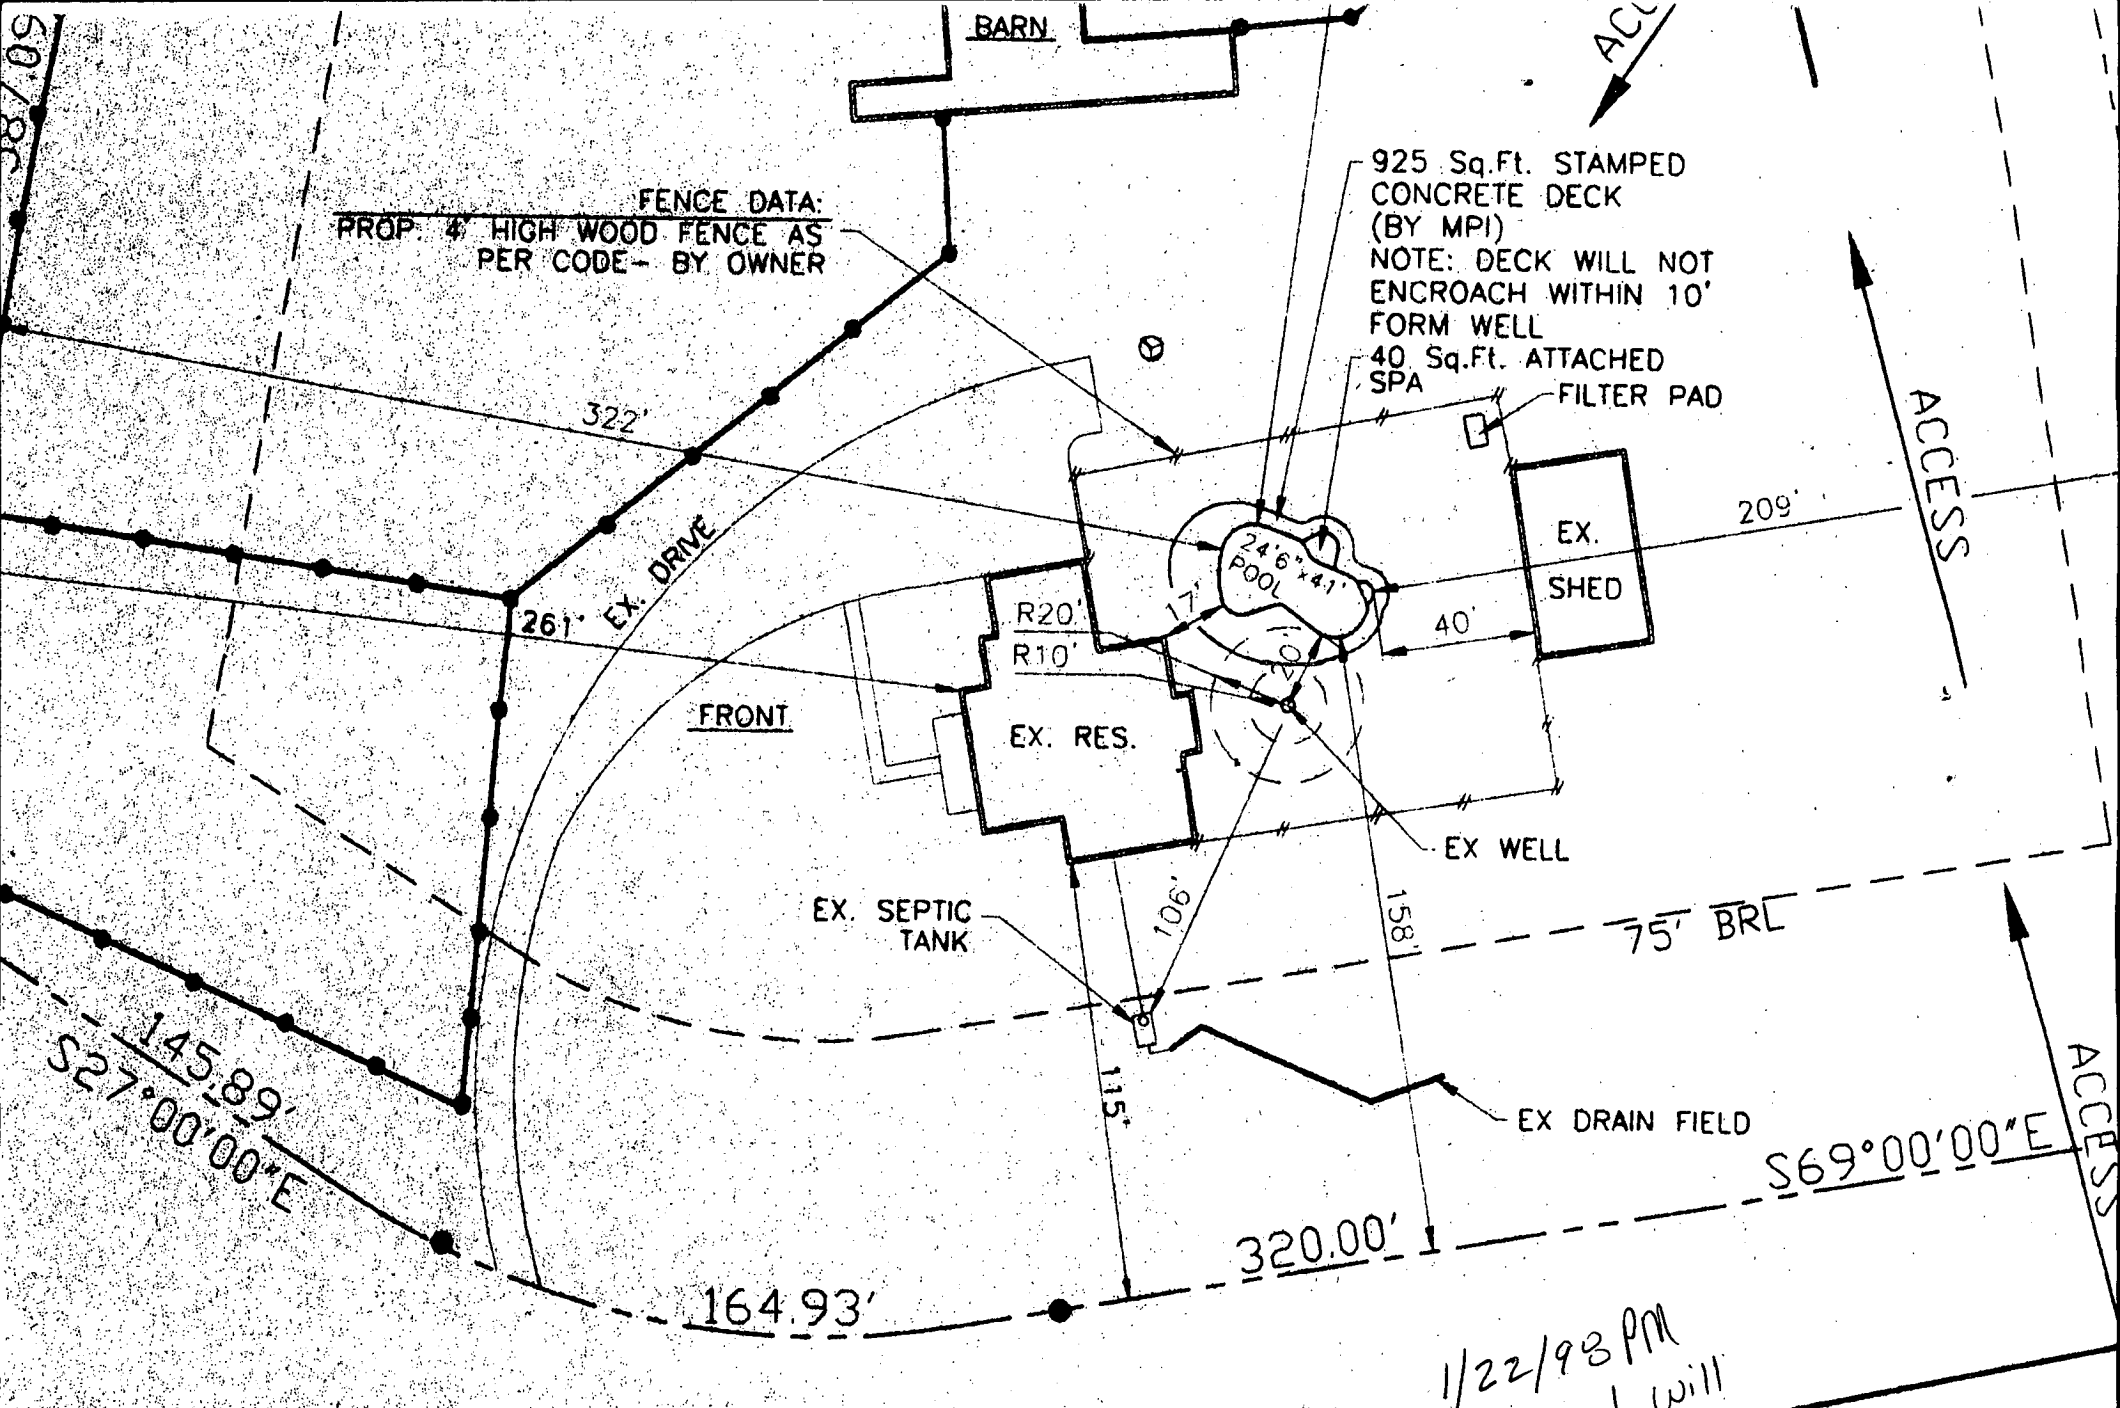 BARN
ACC
FENCE DATA:
PROP. 4' HIGH WOOD FENCE AS
PER CODE- BY OWNER
925 Sq.Ft. STAMPED
CONCRETE DECK
(BY MPI)
NOTE: DECK WILL NOT
ENCROACH WITHIN 10'
FORM WELL
40 Sq.Ft. ATTACHED
SPA
FILTER PAD
ACCESS
322'
209'
EX.
SHED
24'6"x41'
POOL
EX. DRIVE
261'
R20'
R10'
17'
20'
40'
FRONT
EX. RES.
EX WELL
EX. SEPTIC
TANK
106'
158'
75' BRL
115'
EX DRAIN FIELD
145.89'
S27°00'00"E
S69°00'00"E
ACCESS
320.00'
164.93'
1/22/98 PM
will